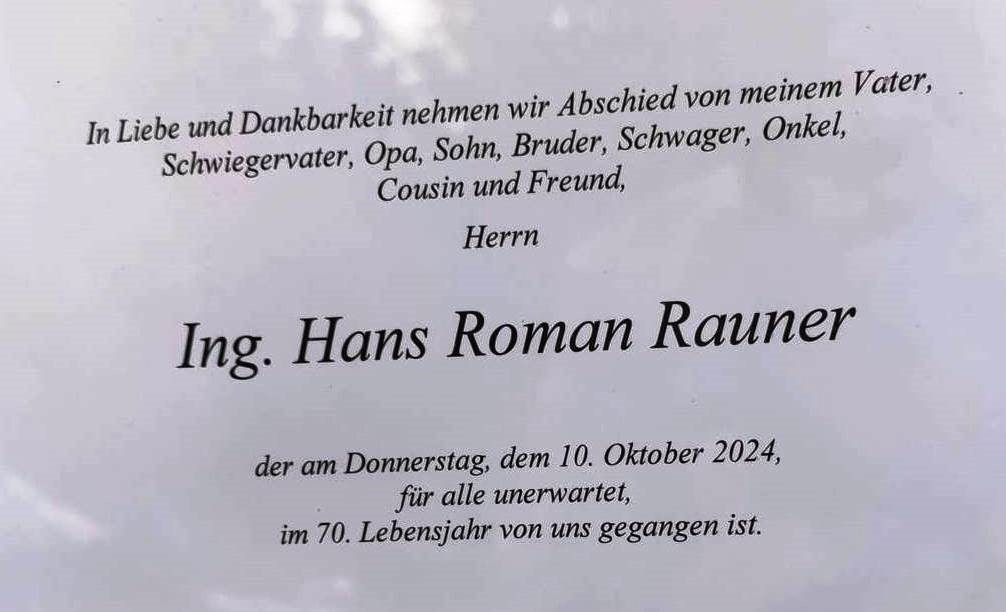 In Liebe und Dankbarkeit nehmen wir Abschied von meinem Vater,
Schwiegervater, Opa, Sohn, Bruder, Schwager, Onkel,
Cousin und Freund,
Herrn
Ing. Hans Roman Rauner
der am Donnerstag, dem 10. Oktober 2024,
für alle unerwartet,
im 70. Lebensjahr von uns gegangen ist.